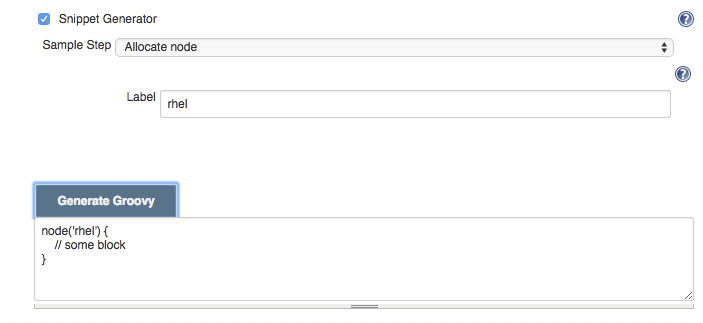 Snippet Generator
?
Sample Step Allocate node
?
Label rhel
Generate Groovy
node('rhel') {
    // some block
}